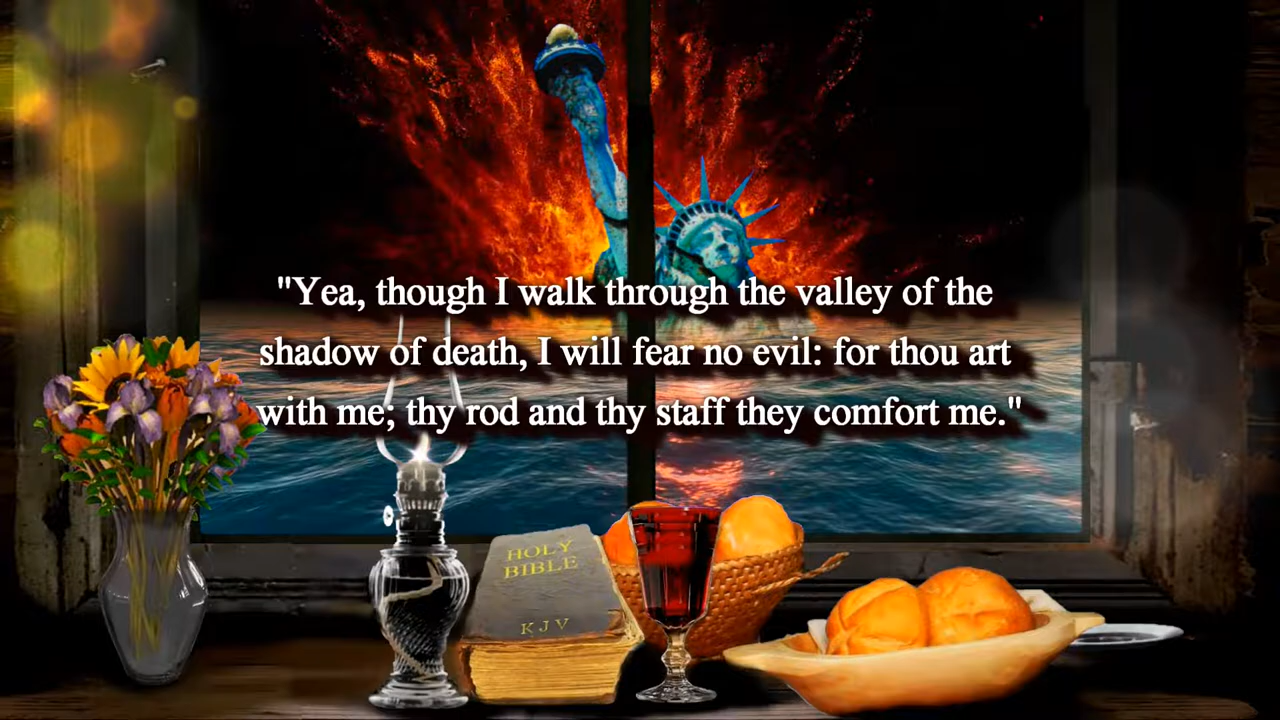 "Yea, though I walk through the valley of the
shadow of death, I will fear no evil: for thou art
with me; thy rod and thy staff they comfort me."
HOLY
BIBLE
KJV